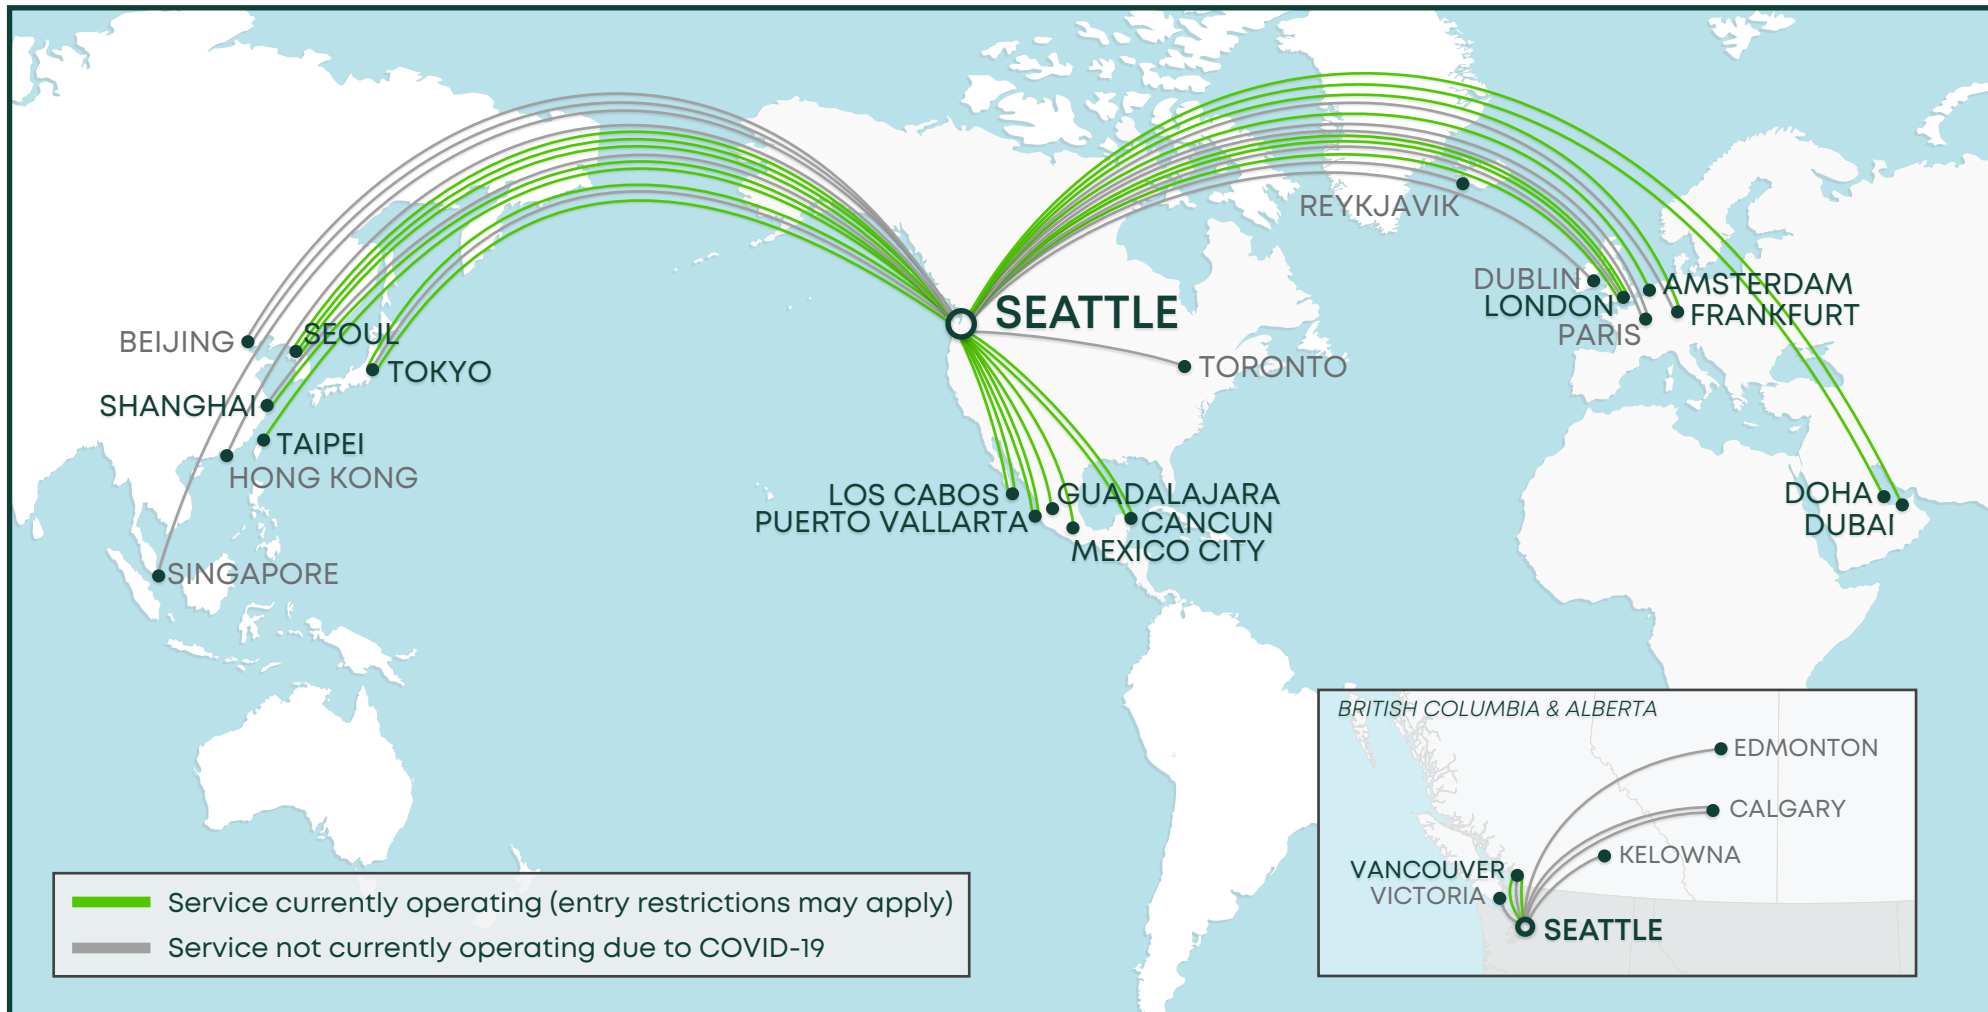 REYKJAVIK
DUBLIN
AMSTERDAM
LONDON
FRANKFURT
PARIS
SEATTLE
BEIJING
SEOUL
TOKYO
TORONTO
SHANGHAI
TAIPEI
HONG KONG
LOS CABOS
GUADALAJARA
PUERTO VALLARTA
CANCUN
MEXICO CITY
DOHA
DUBAI
SINGAPORE
BRITISH COLUMBIA & ALBERTA
EDMONTON
CALGARY
KELOWNA
VANCOUVER
VICTORIA
SEATTLE
Service currently operating (entry restrictions may apply)
Service not currently operating due to COVID-19